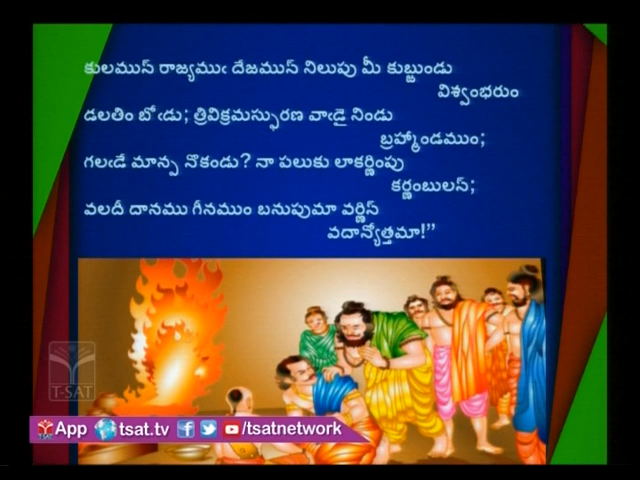 కులముస్ రాజ్యముఁ దేజముస్ నిలుపు మీ కుబ్జుండు
విశ్వంభరుం
డలతిం బోఁడు; త్రివిక్రమస్ఫురణ వాఁడై నిండు
బ్రహ్మాండముం;
గలఁడే మాన్ప నొకండు? నా పలుకు లాకర్ణింపు
కర్ణంబులస్;
వలదీ దానము గీనముం బనుపుమా వర్ణిస్
వదాన్యోత్తమా!”
T-SAT
App tsat.tv /tsatnetwork